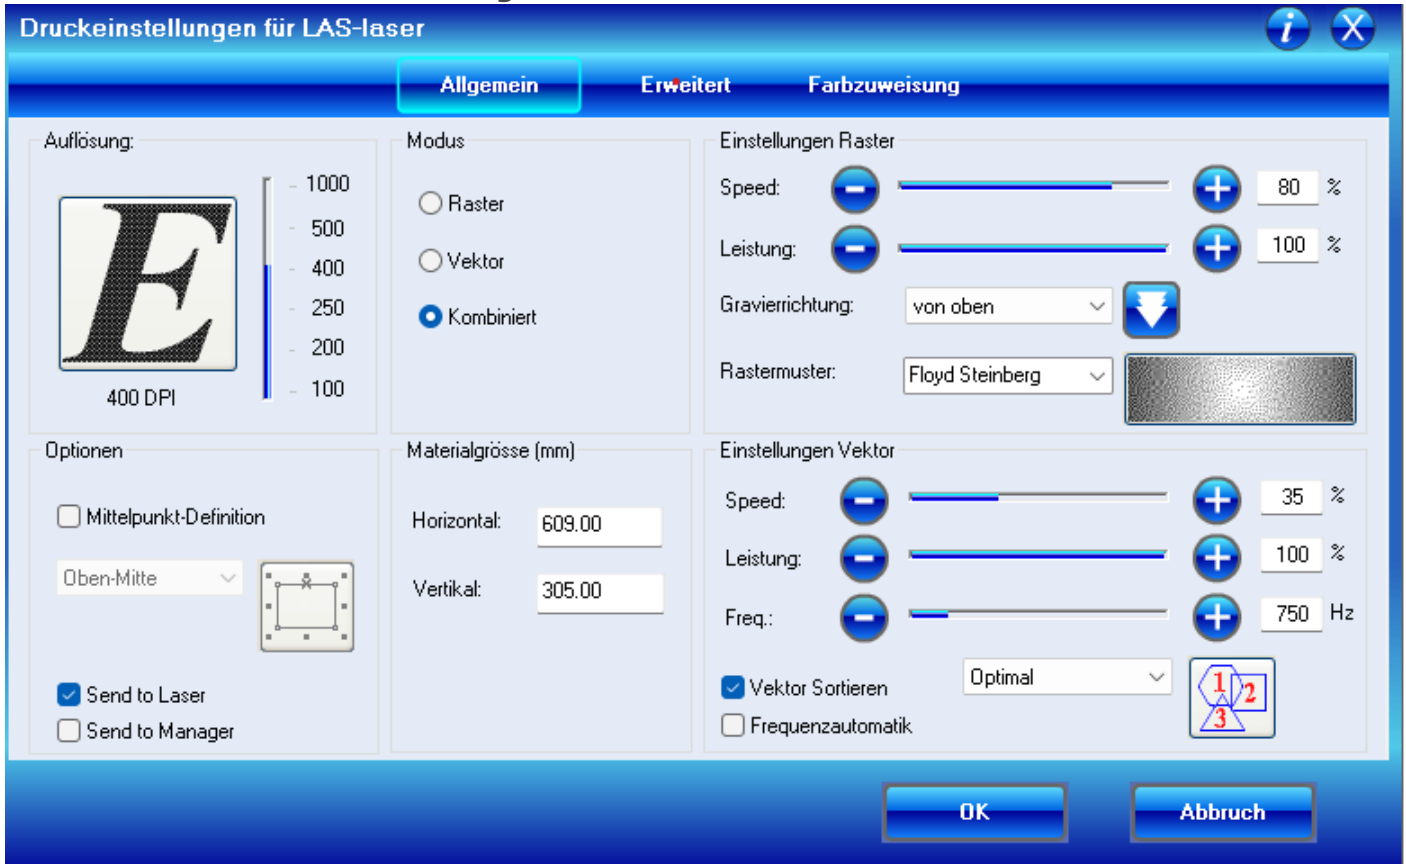 Druckeinstellungen für LAS-laser
i X
Allgemein Erweitert Farbzuweisung
Auflösung:
E
1000
500
400
250
200
100
400 DPI
Modus
Raster
Vektor
Kombiniert
Einstellungen Raster
Speed: 80 %
Leistung: 100 %
Gravierrichtung: von oben
Rastermuster: Floyd Steinberg
Optionen
Mittelpunkt-Definition
Oben-Mitte
Send to Laser
Send to Manager
Materialgrösse (mm)
Horizontal: 609.00
Vertikal: 305.00
Einstellungen Vektor
Speed: 35 %
Leistung: 100 %
Freq.: 750 Hz
Vektor Sortieren Optimal
1 2
3
Frequenzautomatik
OK Abbruch